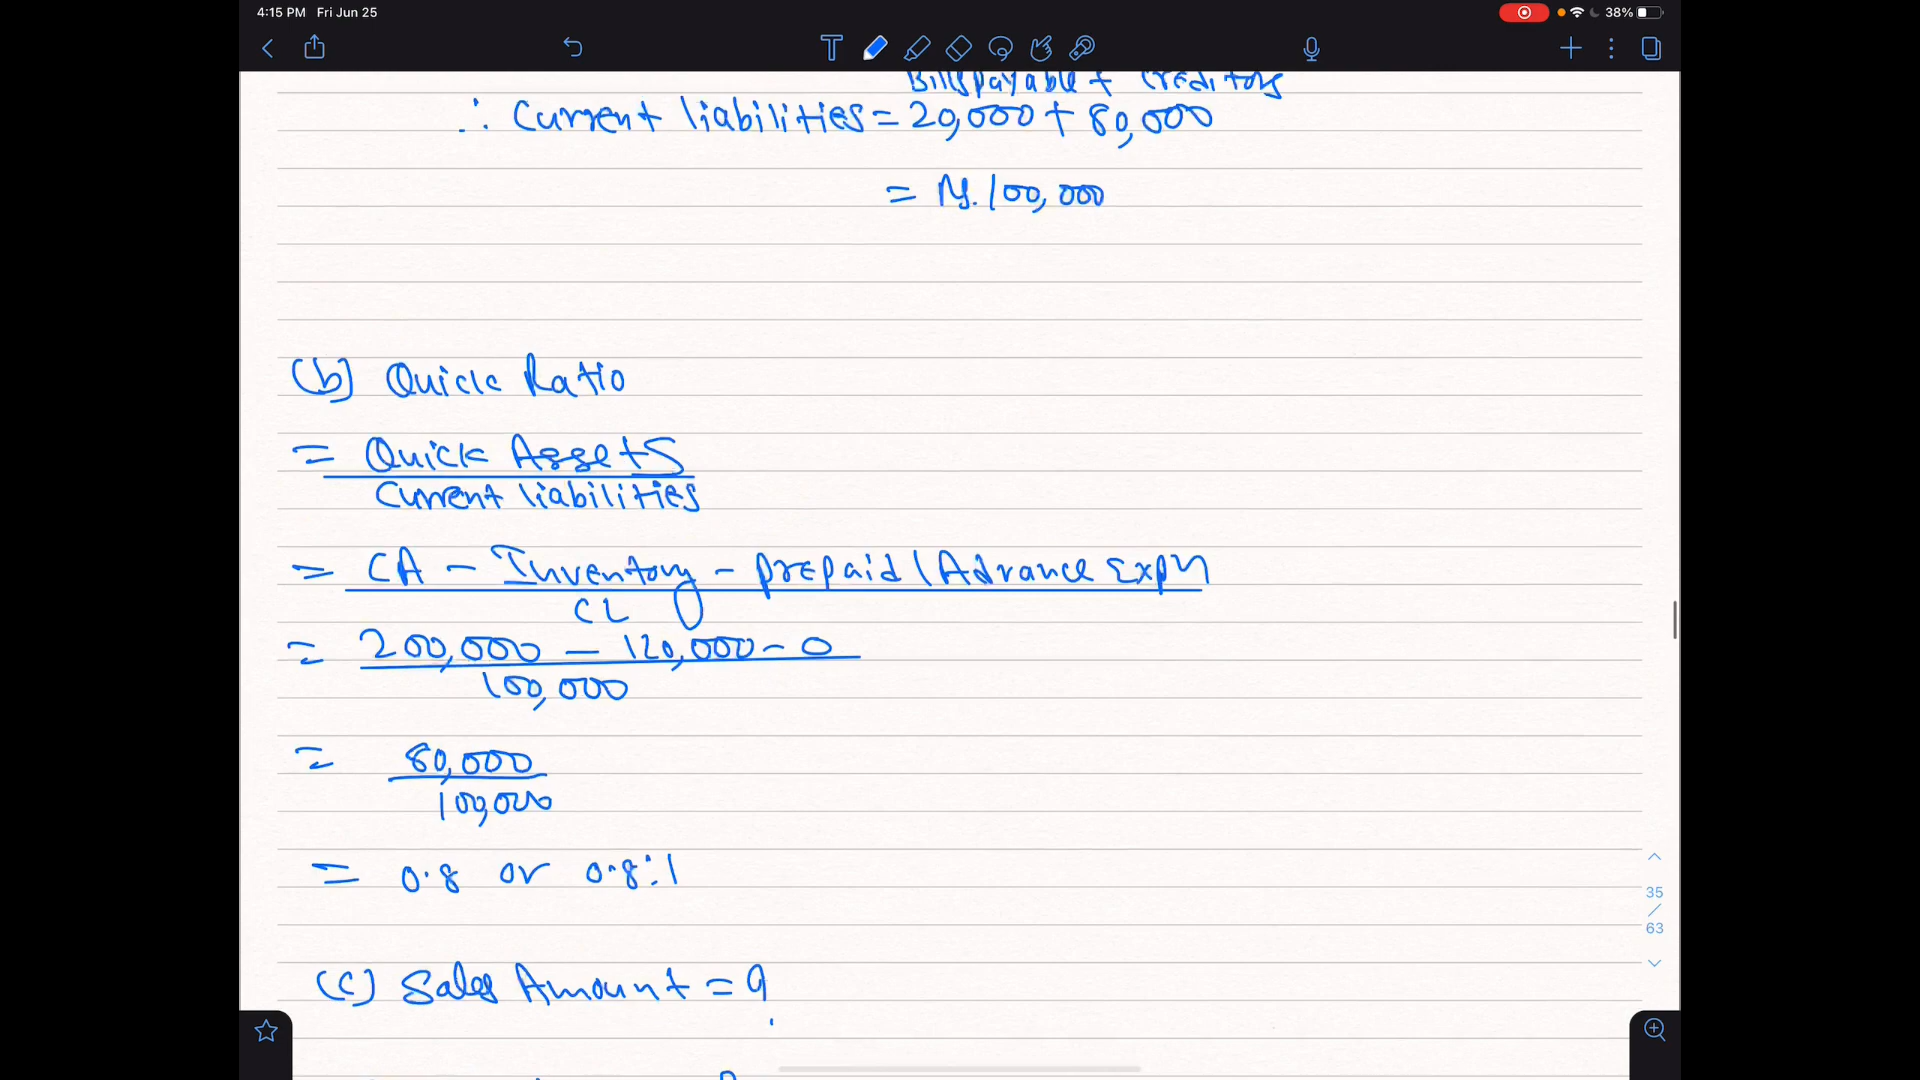 4:15 PM Fri Jun 25
38%
Bills payable + Creditors
∴ Current liabilities = 20,000 + 80,000
= Rs. 100,000
(b) Quick Ratio
= Quick Assets
Current liabilities
= CA - Inventory - prepaid / Advance Expn
CL
= 200,000 - 120,000 - 0
100,000
= 80,000
100,000
= 0.8 or 0.8:1
35
/
63
(c) Sales Amount = ?